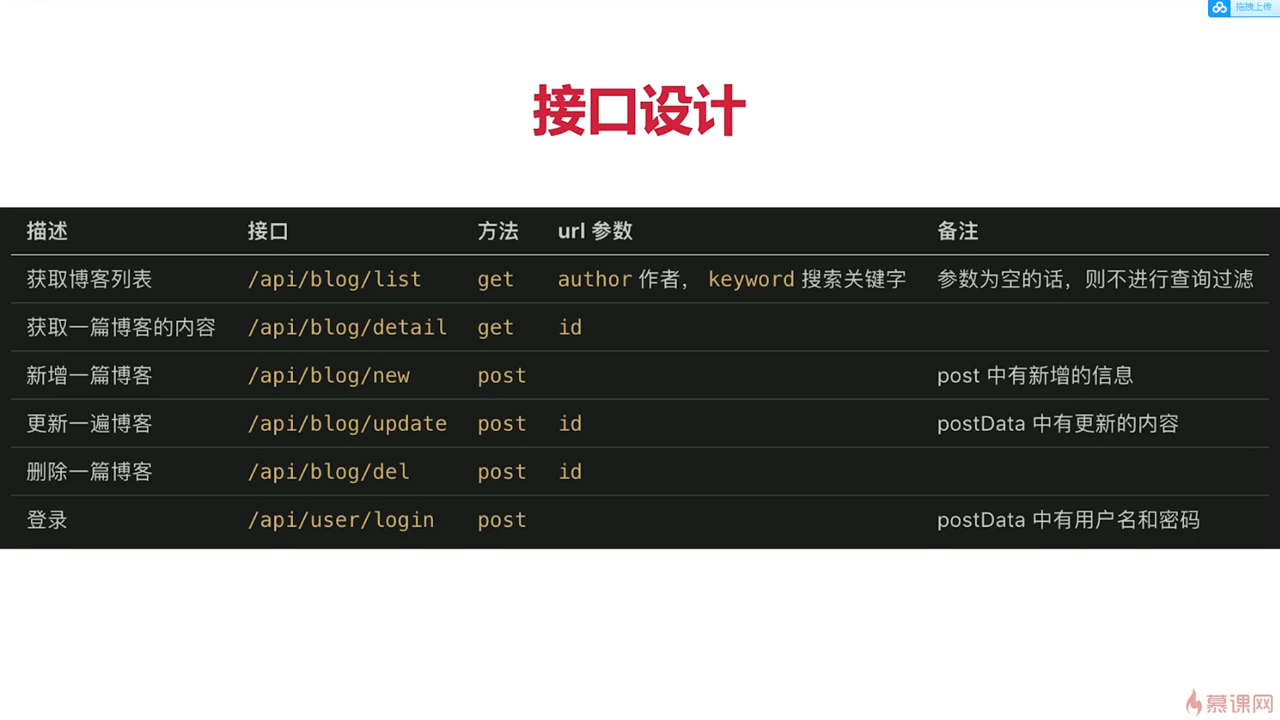 拖拽上传
接口设计
描述 接口 方法 url 参数 备注
获取博客列表 /api/blog/list get author 作者， keyword 搜索关键字 参数为空的话，则不进行查询过滤
获取一篇博客的内容 /api/blog/detail get id
新增一篇博客 /api/blog/new post post 中有新增的信息
更新一遍博客 /api/blog/update post id postData 中有更新的内容
删除一篇博客 /api/blog/del post id
登录 /api/user/login post postData 中有用户名和密码
慕课网